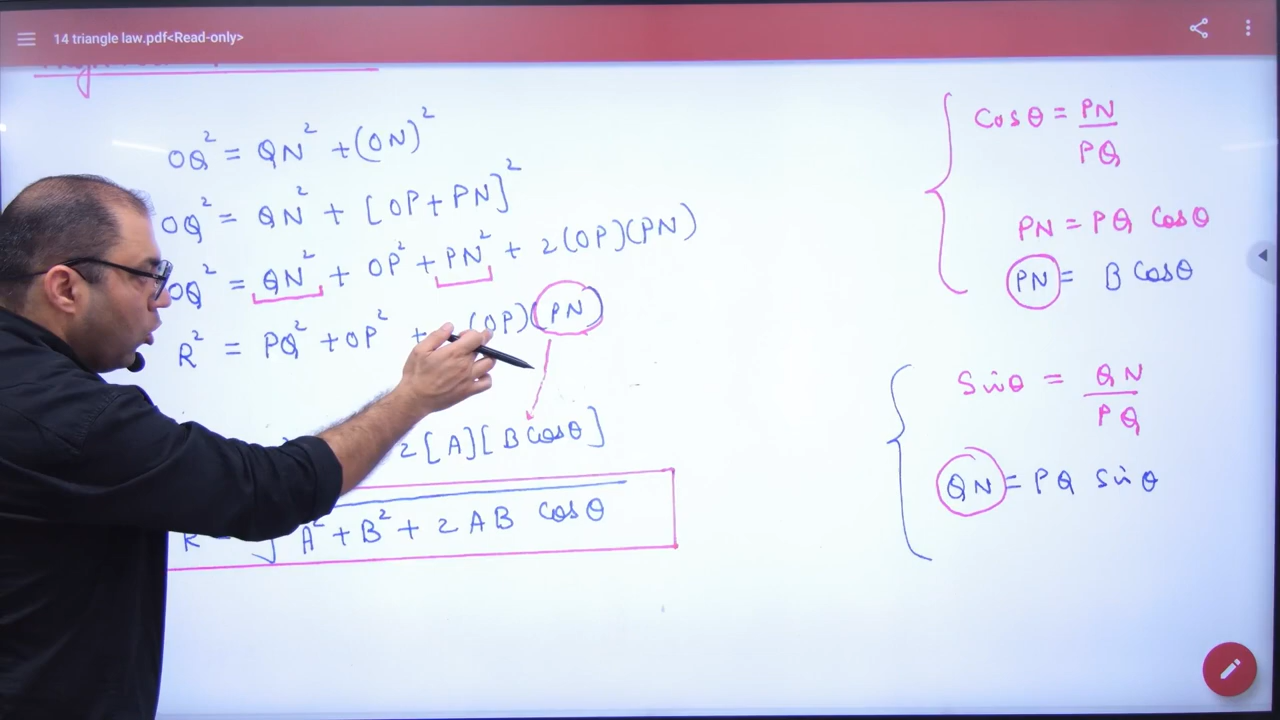 14 triangle law.pdf<Read-only>
OQ² = QN² + (ON)²
OQ² = QN² + [OP + PN]²
OQ² = QN² + OP² + PN² + 2(OP)(PN)
R² = PQ² + OP² + (OP)(PN)
2[A][B Cosθ]
R = √A² + B² + 2AB Cosθ
Cosθ = PN/PQ
PN = PQ Cosθ
PN = B Cosθ
Sinθ = QN/PQ
QN = PQ Sinθ